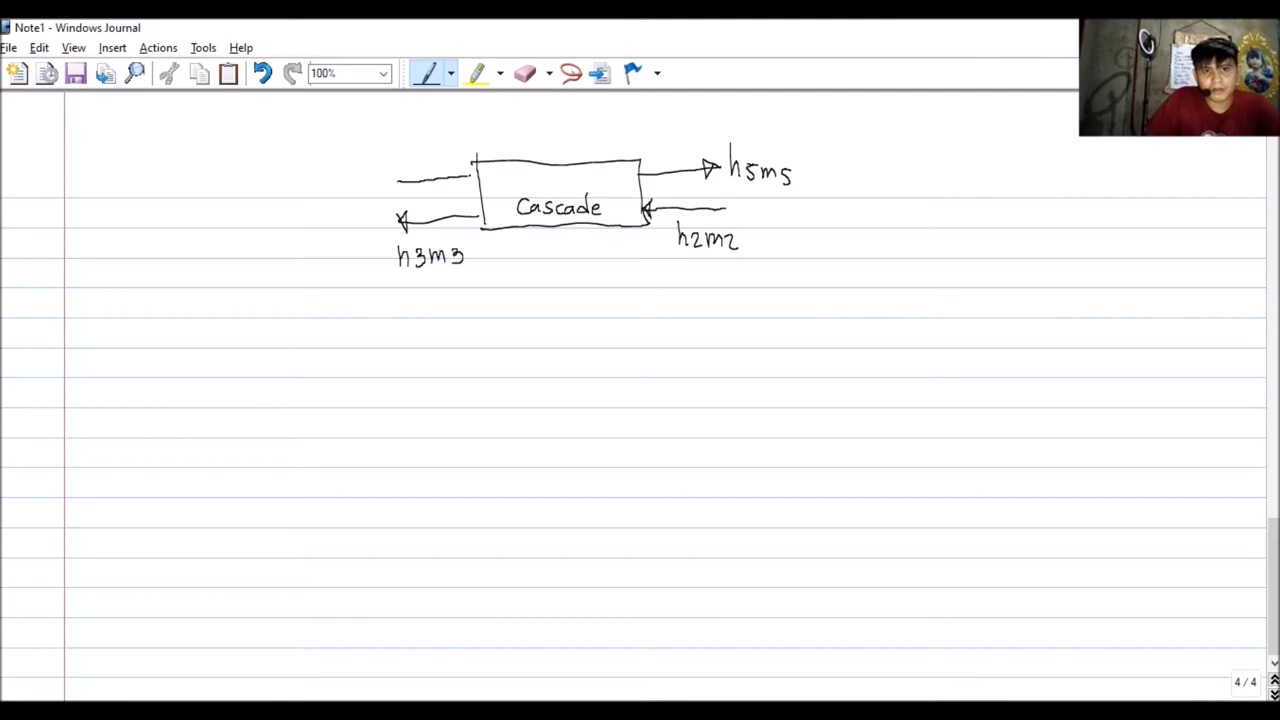 Note1 - Windows Journal
File Edit View Insert Actions Tools Help
100%
h5m5
Cascade
h2m2
h3m3
4 / 4